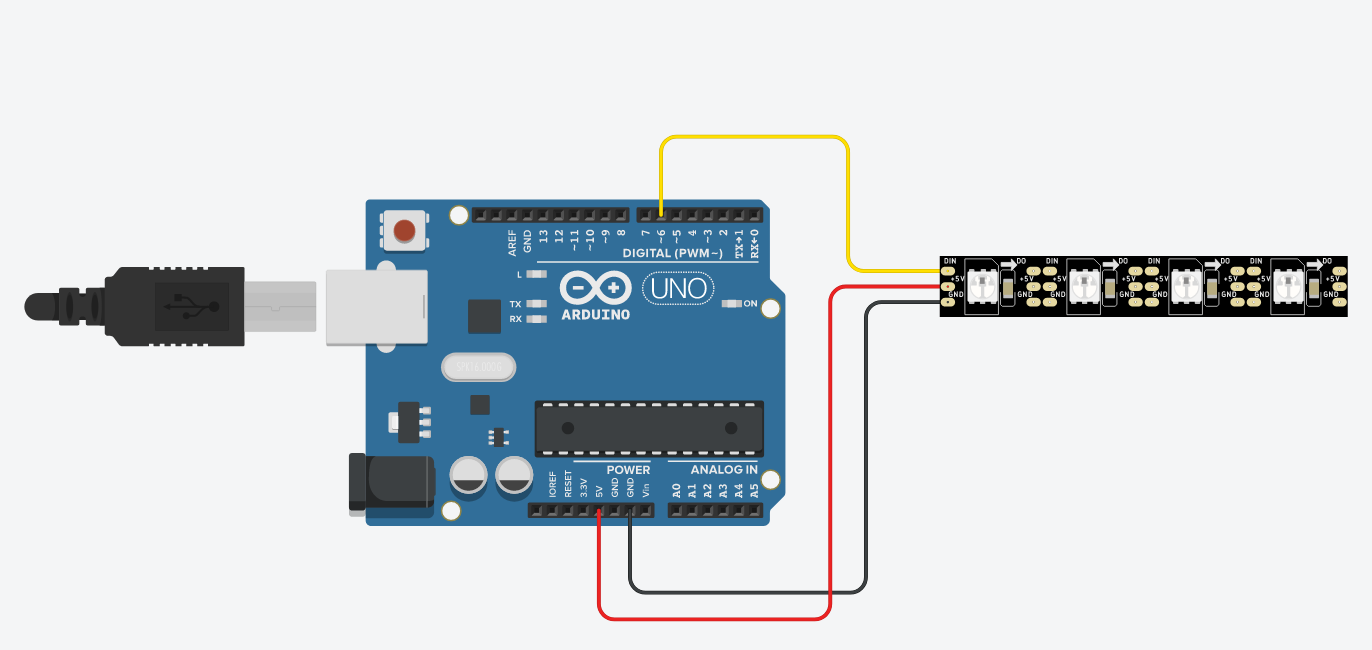 AREF
GND
13
12
~11
~10
~9
8
7
~6
~5
4
~3
2
TX→1
RX←0
DIGITAL (PWM~)
L
TX
RX
ARDUINO
UNO
ON
IOREF
RESET
3.3V
5V
GND
GND
Vin
POWER
ANALOG IN
A0
A1
A2
A3
A4
A5
DIN
+5V
GND
DO
+5V
GND
DIN
+5V
GND
DO
+5V
GND
DIN
+5V
GND
DO
+5V
GND
DIN
+5V
GND
DO
+5V
GND